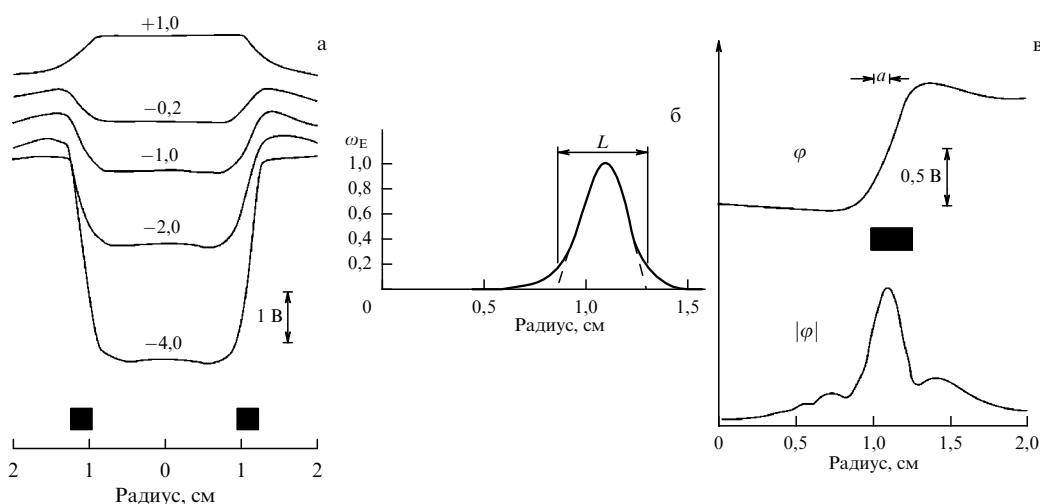 а
+1,0
−0,2
−1,0
−2,0
−4,0
1 В
2 1 0 1 2
Радиус, см
б
ω_E
L
1,0
0,8
0,6
0,4
0,2
0 0,5 1,0 1,5
Радиус, см
в
a
φ
0,5 В
|φ|
0 0,5 1,0 1,5 2,0
Радиус, см